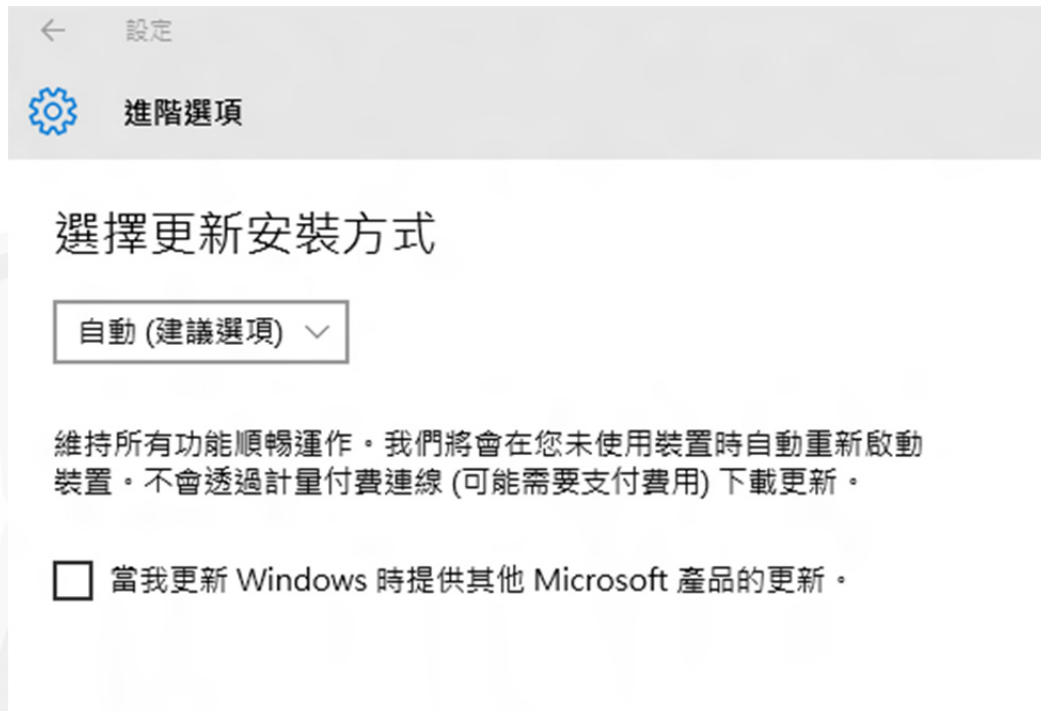 設定
進階選項
選擇更新安裝方式
自動 (建議選項)
維持所有功能順暢運作。我們將會在您未使用裝置時自動重新啟動
裝置。不會透過計量付費連線 (可能需要支付費用) 下載更新。
當我更新 Windows 時提供其他 Microsoft 產品的更新。